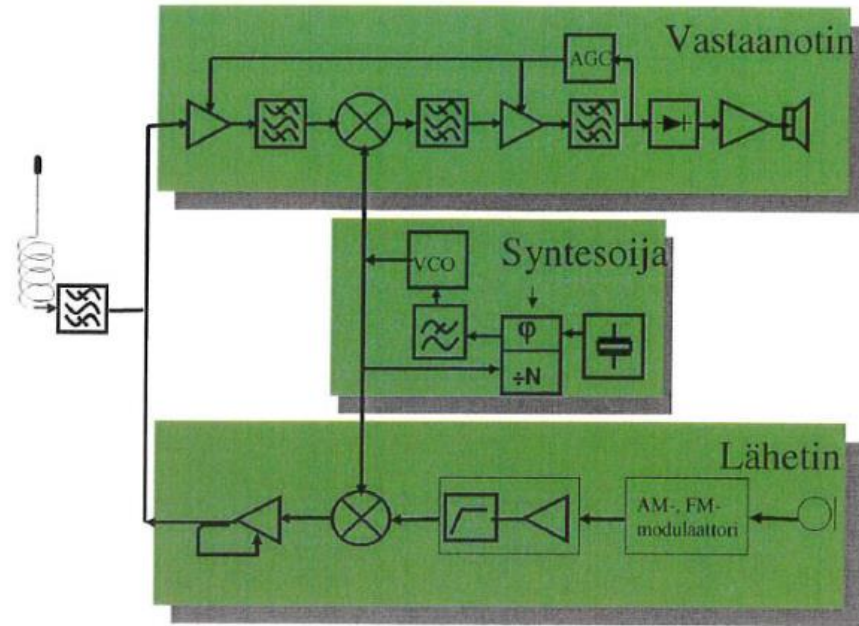 Vastaanotin
AGC
Syntesoija
VCO
φ
÷N
Lähetin
AM-, FM-
modulaattori